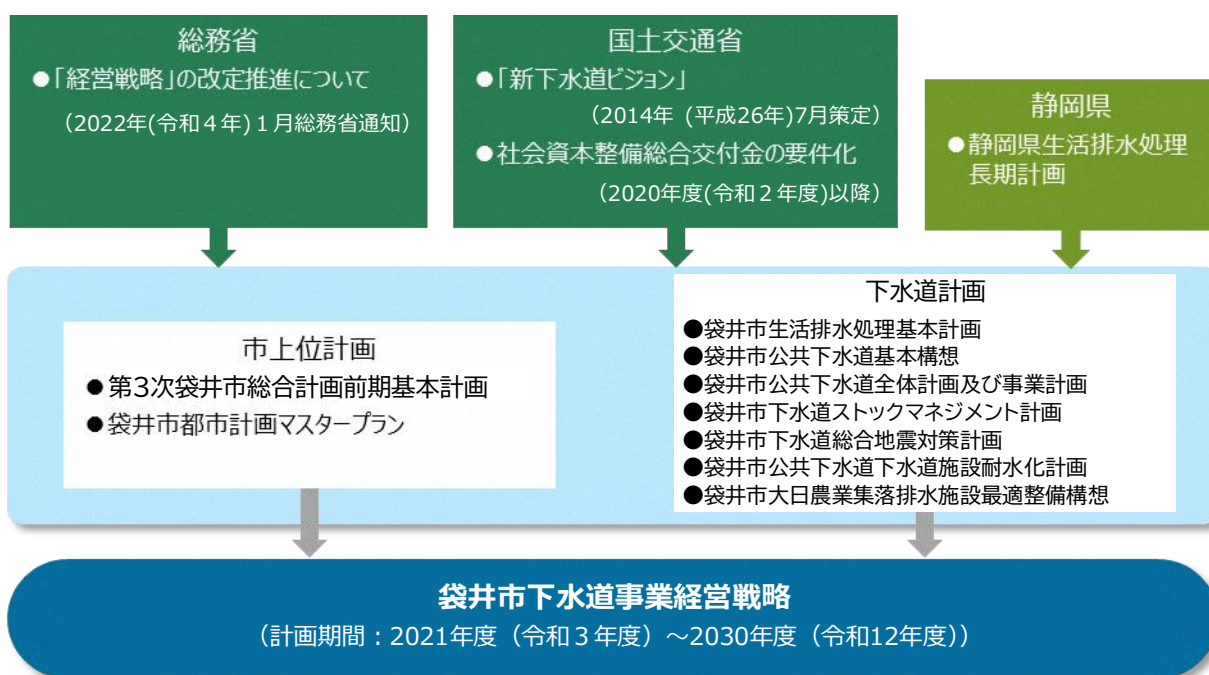 総務省
●「経営戦略」の改定推進について
（2022年(令和４年)１月総務省通知）
国土交通省
●「新下水道ビジョン」
（2014年 (平成26年)7月策定）
●社会資本整備総合交付金の要件化
（2020年度(令和２年度)以降）
静岡県
●静岡県生活排水処理
長期計画
市上位計画
●第3次袋井市総合計画前期基本計画
●袋井市都市計画マスタープラン
下水道計画
●袋井市生活排水処理基本計画
●袋井市公共下水道基本構想
●袋井市公共下水道全体計画及び事業計画
●袋井市下水道ストックマネジメント計画
●袋井市下水道総合地震対策計画
●袋井市公共下水道下水道施設耐水化計画
●袋井市大日農業集落排水施設最適整備構想
袋井市下水道事業経営戦略
（計画期間：2021年度（令和３年度）～2030年度（令和12年度））